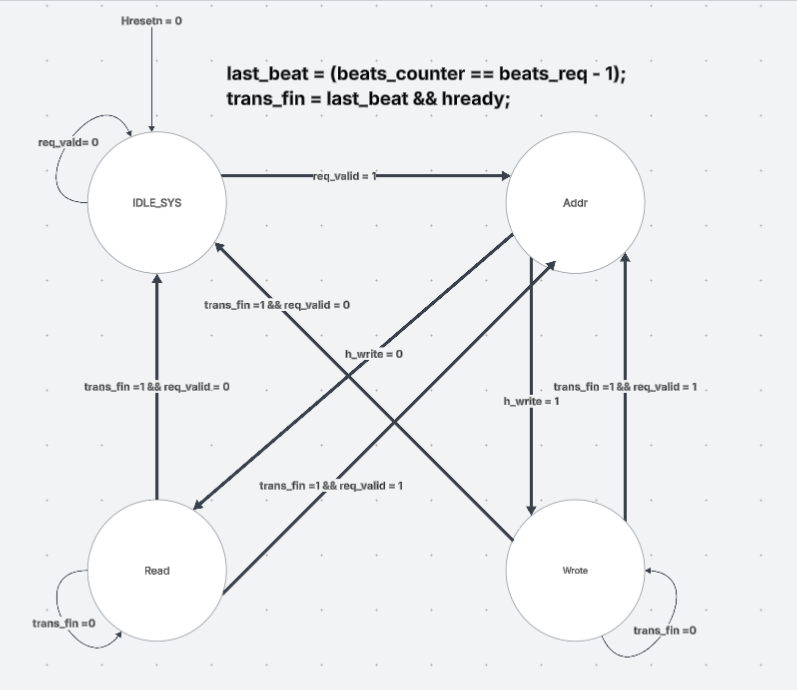 Hresetn = 0
last_beat = (beats_counter == beats_req - 1);
trans_fin = last_beat && hready;
req_vald= 0
IDLE_SYS
req_valid = 1
Addr
trans_fin =1 && req_valid = 0
h_write = 0
trans_fin =1 && req_valid = 0
h_write = 1
trans_fin =1 && req_valid = 1
trans_fin =1 && req_valid = 1
Read
Wrote
trans_fin =0
trans_fin =0